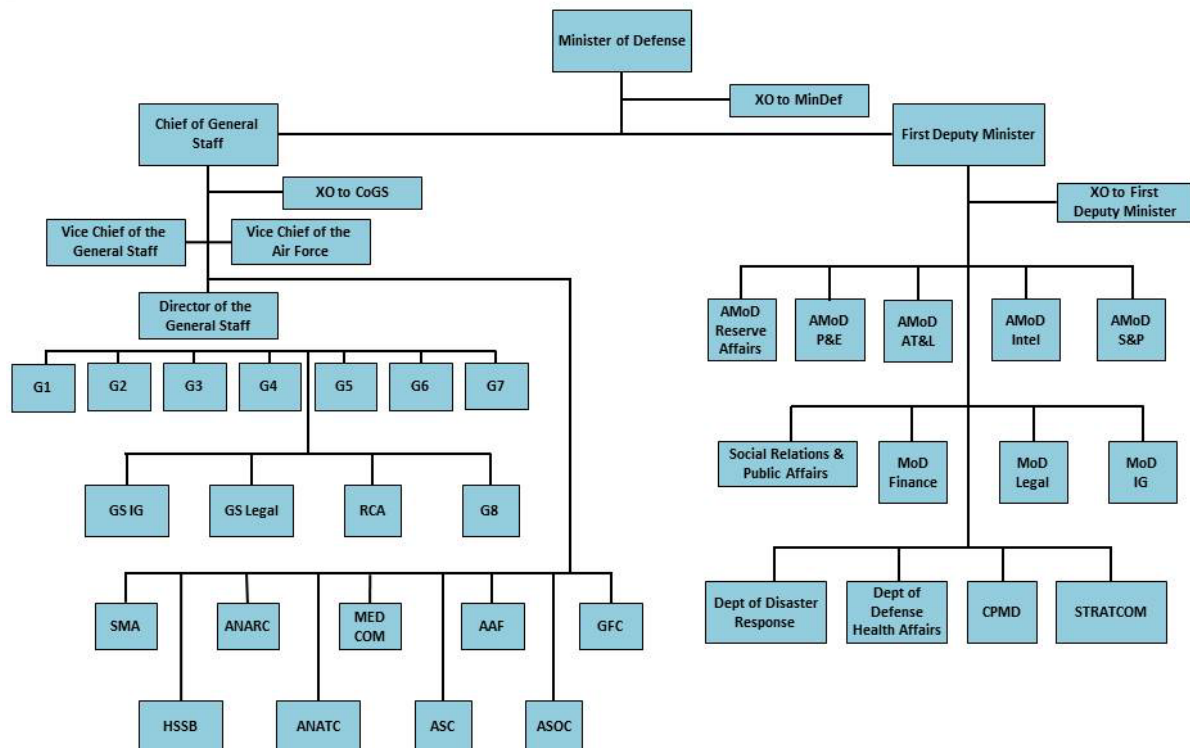 Minister of Defense
XO to MinDef
Chief of General
Staff
First Deputy Minister
XO to CoGS
XO to First
Deputy Minister
Vice Chief of the
General Staff
Vice Chief of the
Air Force
Director of the
General Staff
AMoD
Reserve
Affairs
AMoD
P&E
AMoD
AT&L
AMoD
Intel
AMoD
S&P
G1
G2
G3
G4
G5
G6
G7
Social Relations &
Public Affairs
MoD
Finance
MoD
Legal
MoD
IG
GS IG
GS Legal
RCA
G8
Dept of Disaster
Response
Dept of
Defense
Health Affairs
CPMD
STRATCOM
SMA
ANARC
MED
COM
AAF
GFC
HSSB
ANATC
ASC
ASOC